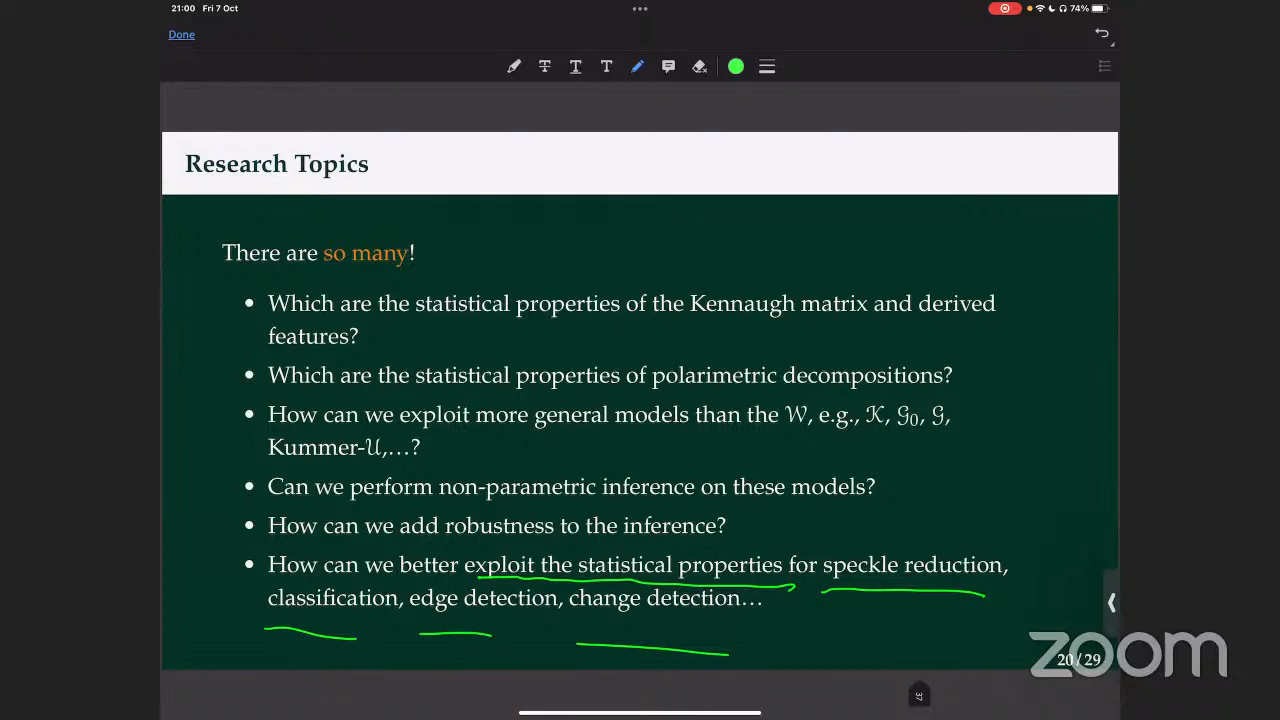 21:00 Fri 7 Oct
74%
Done
Research Topics
There are so many!
• Which are the statistical properties of the Kennaugh matrix and derived
features?
• Which are the statistical properties of polarimetric decompositions?
• How can we exploit more general models than the 𝒲, e.g., 𝒦, 𝒢₀, 𝒢,
Kummer-𝒰,…?
• Can we perform non-parametric inference on these models?
• How can we add robustness to the inference?
• How can we better exploit the statistical properties for speckle reduction,
classification, edge detection, change detection…
20/29
zoom
37